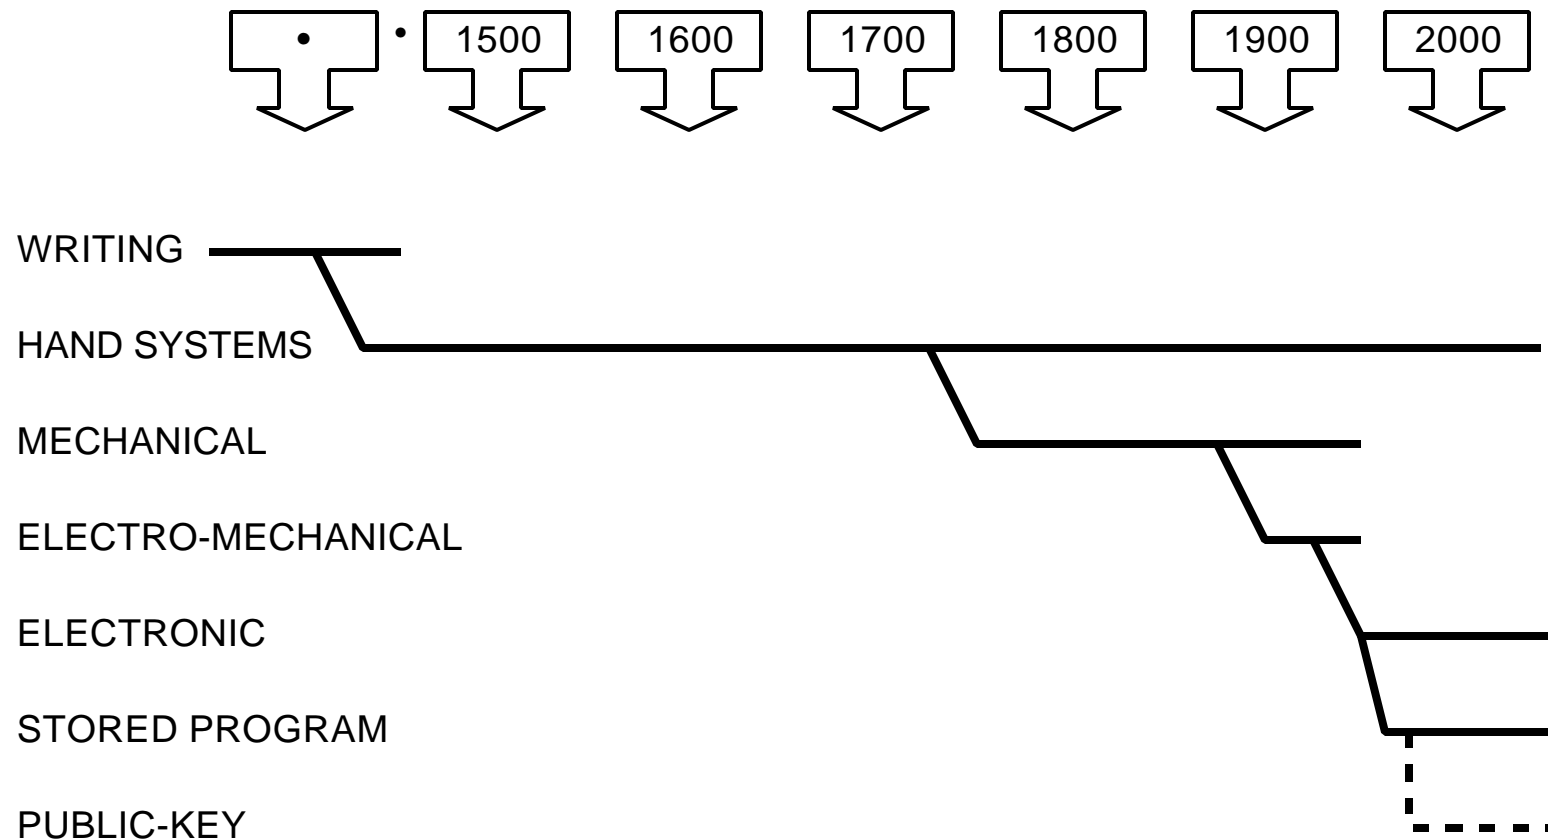 • • 1500 1600 1700 1800 1900 2000
WRITING
HAND SYSTEMS
MECHANICAL
ELECTRO-MECHANICAL
ELECTRONIC
STORED PROGRAM
PUBLIC-KEY